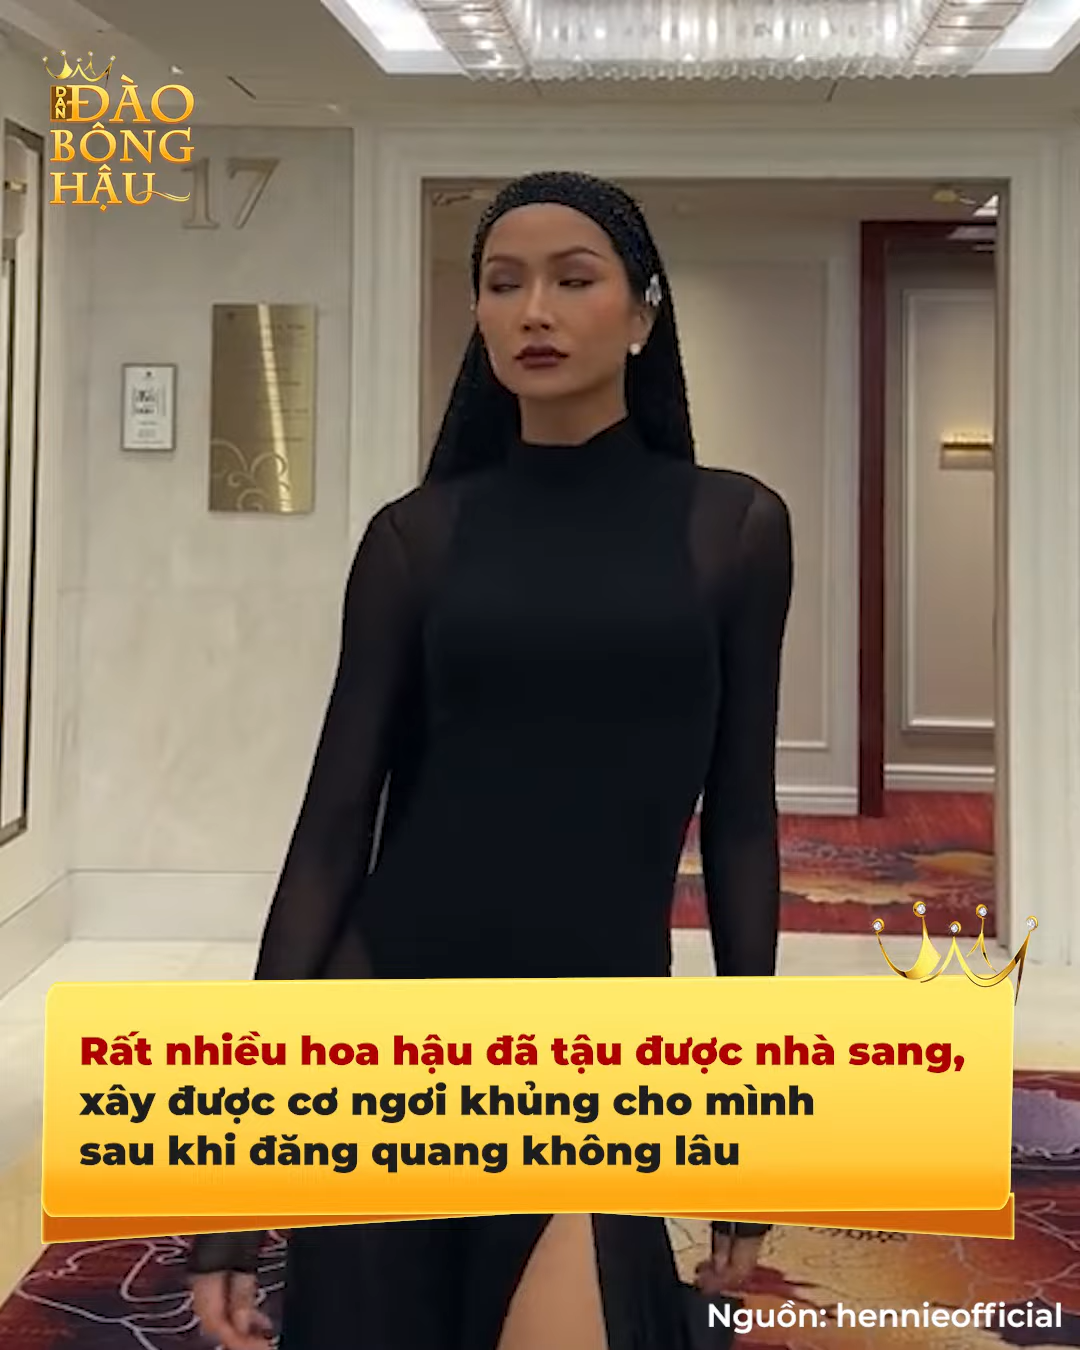 DÀN
ĐÀO
BÔNG
HẬU
17
Rất nhiều hoa hậu đã tậu được nhà sang,
xây được cơ ngơi khủng cho mình
sau khi đăng quang không lâu
Nguồn: hennieofficial